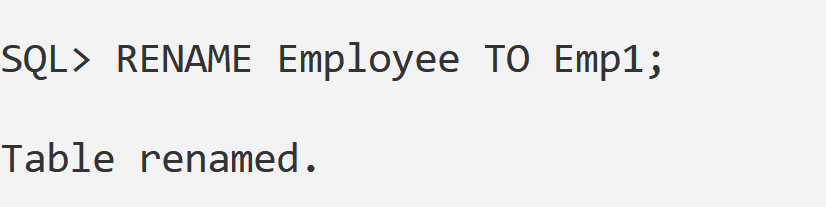 SQL> RENAME Employee TO Emp1;
Table renamed.